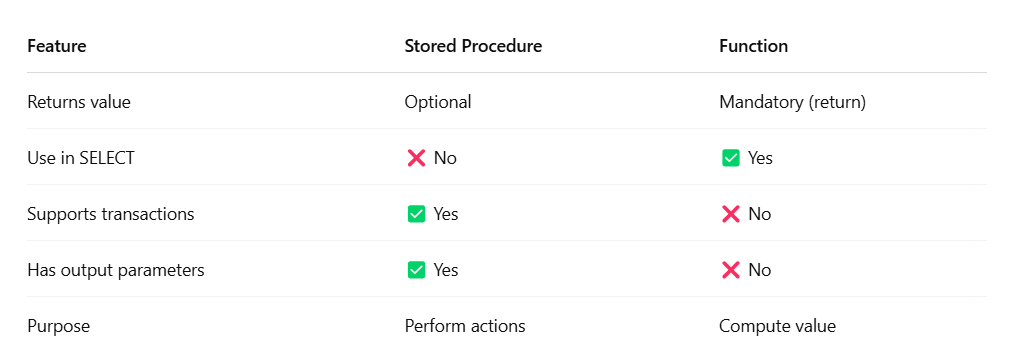 Feature Stored Procedure Function
Returns value Optional Mandatory (return)
Use in SELECT ❌ No ✅ Yes
Supports transactions ✅ Yes ❌ No
Has output parameters ✅ Yes ❌ No
Purpose Perform actions Compute value